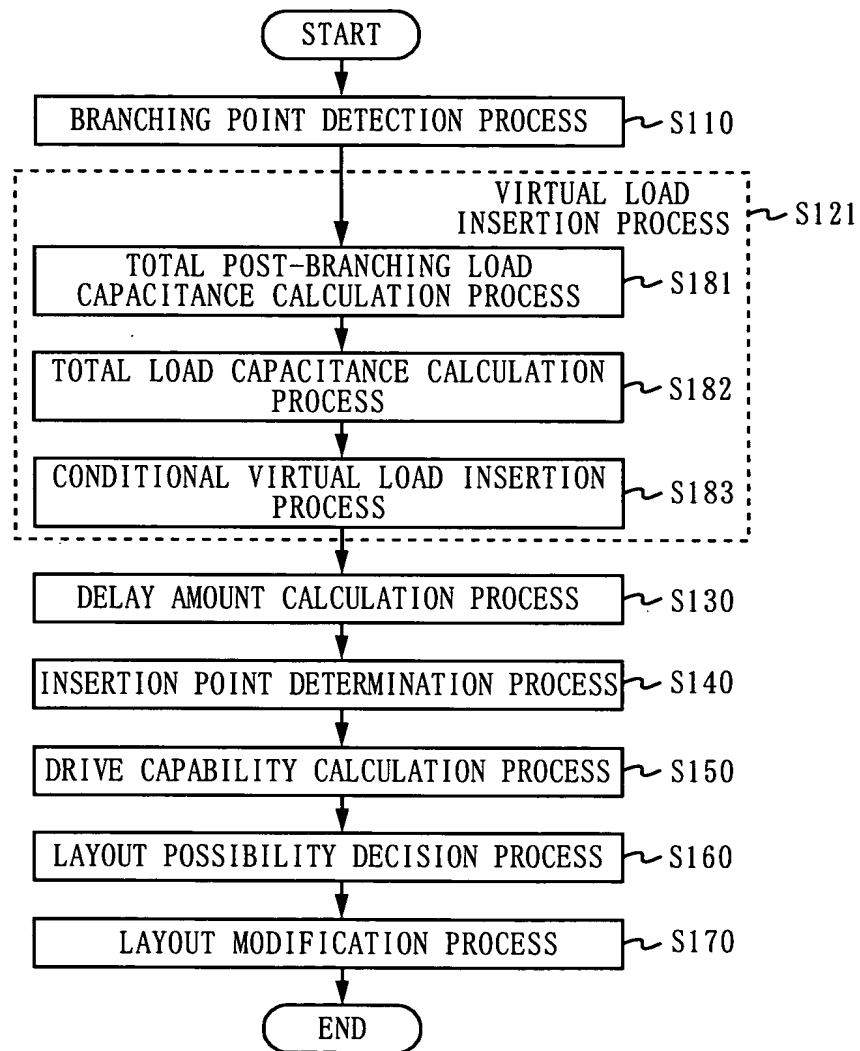 START
BRANCHING POINT DETECTION PROCESS
S110
VIRTUAL LOAD
INSERTION PROCESS
S121
TOTAL POST-BRANCHING LOAD
CAPACITANCE CALCULATION PROCESS
S181
TOTAL LOAD CAPACITANCE CALCULATION
PROCESS
S182
CONDITIONAL VIRTUAL LOAD INSERTION
PROCESS
S183
DELAY AMOUNT CALCULATION PROCESS
S130
INSERTION POINT DETERMINATION PROCESS
S140
DRIVE CAPABILITY CALCULATION PROCESS
S150
LAYOUT POSSIBILITY DECISION PROCESS
S160
LAYOUT MODIFICATION PROCESS
S170
END